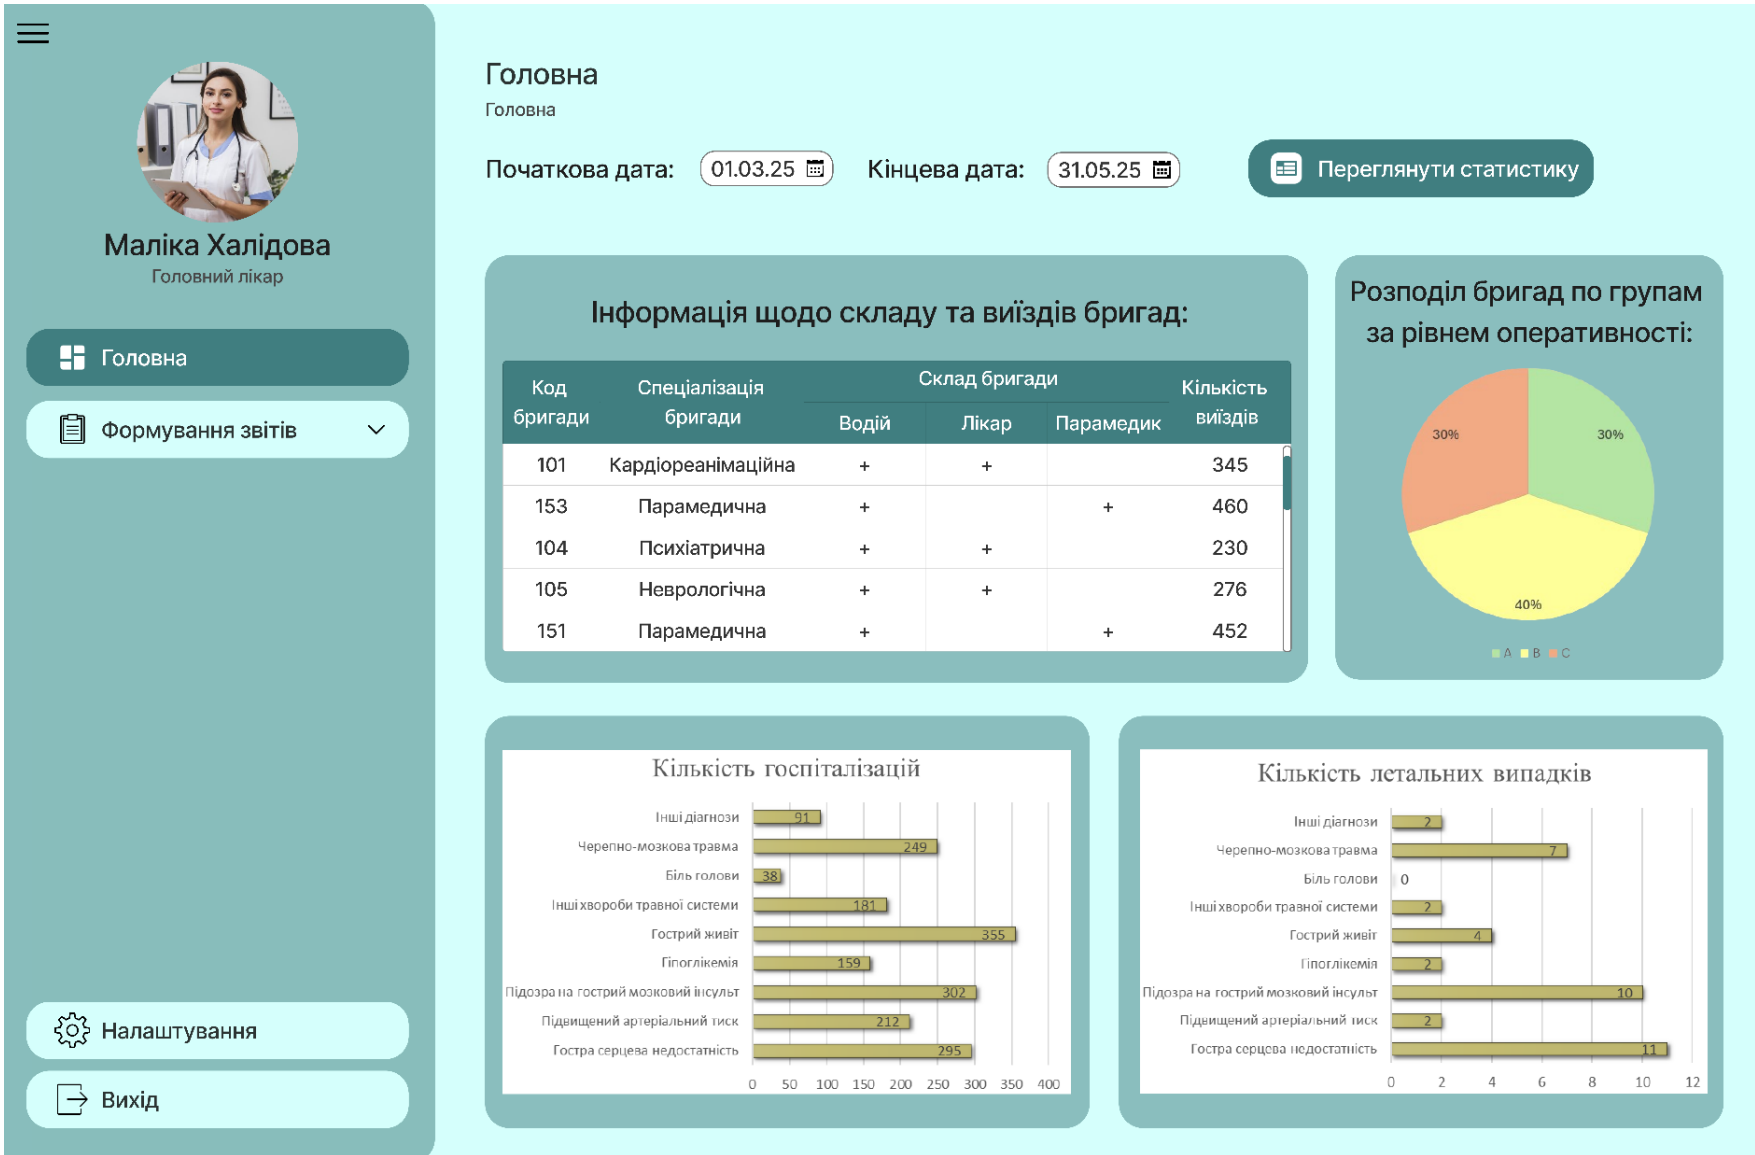 Маліка Халідова
Головний лікар
Головна
Формування звітів
Налаштування
Вихід
Головна
Головна
Початкова дата: 01.03.25 Кінцева дата: 31.05.25 Переглянути статистику
Інформація щодо складу та виїздів бригад:
Код бригади Спеціалізація бригади Склад бригади Кількість виїздів
Водій Лікар Парамедик
101 Кардіореанімаційна + + 345
153 Парамедична + + 460
104 Психіатрична + + 230
105 Неврологічна + + 276
151 Парамедична + + 452
Розподіл бригад по групам
за рівнем оперативності:
30% 30%
40%
A B C
Кількість госпіталізацій
Інші діагнози 91
Черепно-мозкова травма 249
Біль голови 38
Інші хвороби травної системи 181
Гострий живіт 355
Гіпоглікемія 159
Підозра на гострий мозковий інсульт 302
Підвищений артеріальний тиск 212
Гостра серцева недостатність 295
0 50 100 150 200 250 300 350 400
Кількість летальних випадків
Інші діагнози 2
Черепно-мозкова травма 7
Біль голови 0
Інші хвороби травної системи 2
Гострий живіт 4
Гіпоглікемія 2
Підозра на гострий мозковий інсульт 10
Підвищений артеріальний тиск 2
Гостра серцева недостатність 11
0 2 4 6 8 10 12